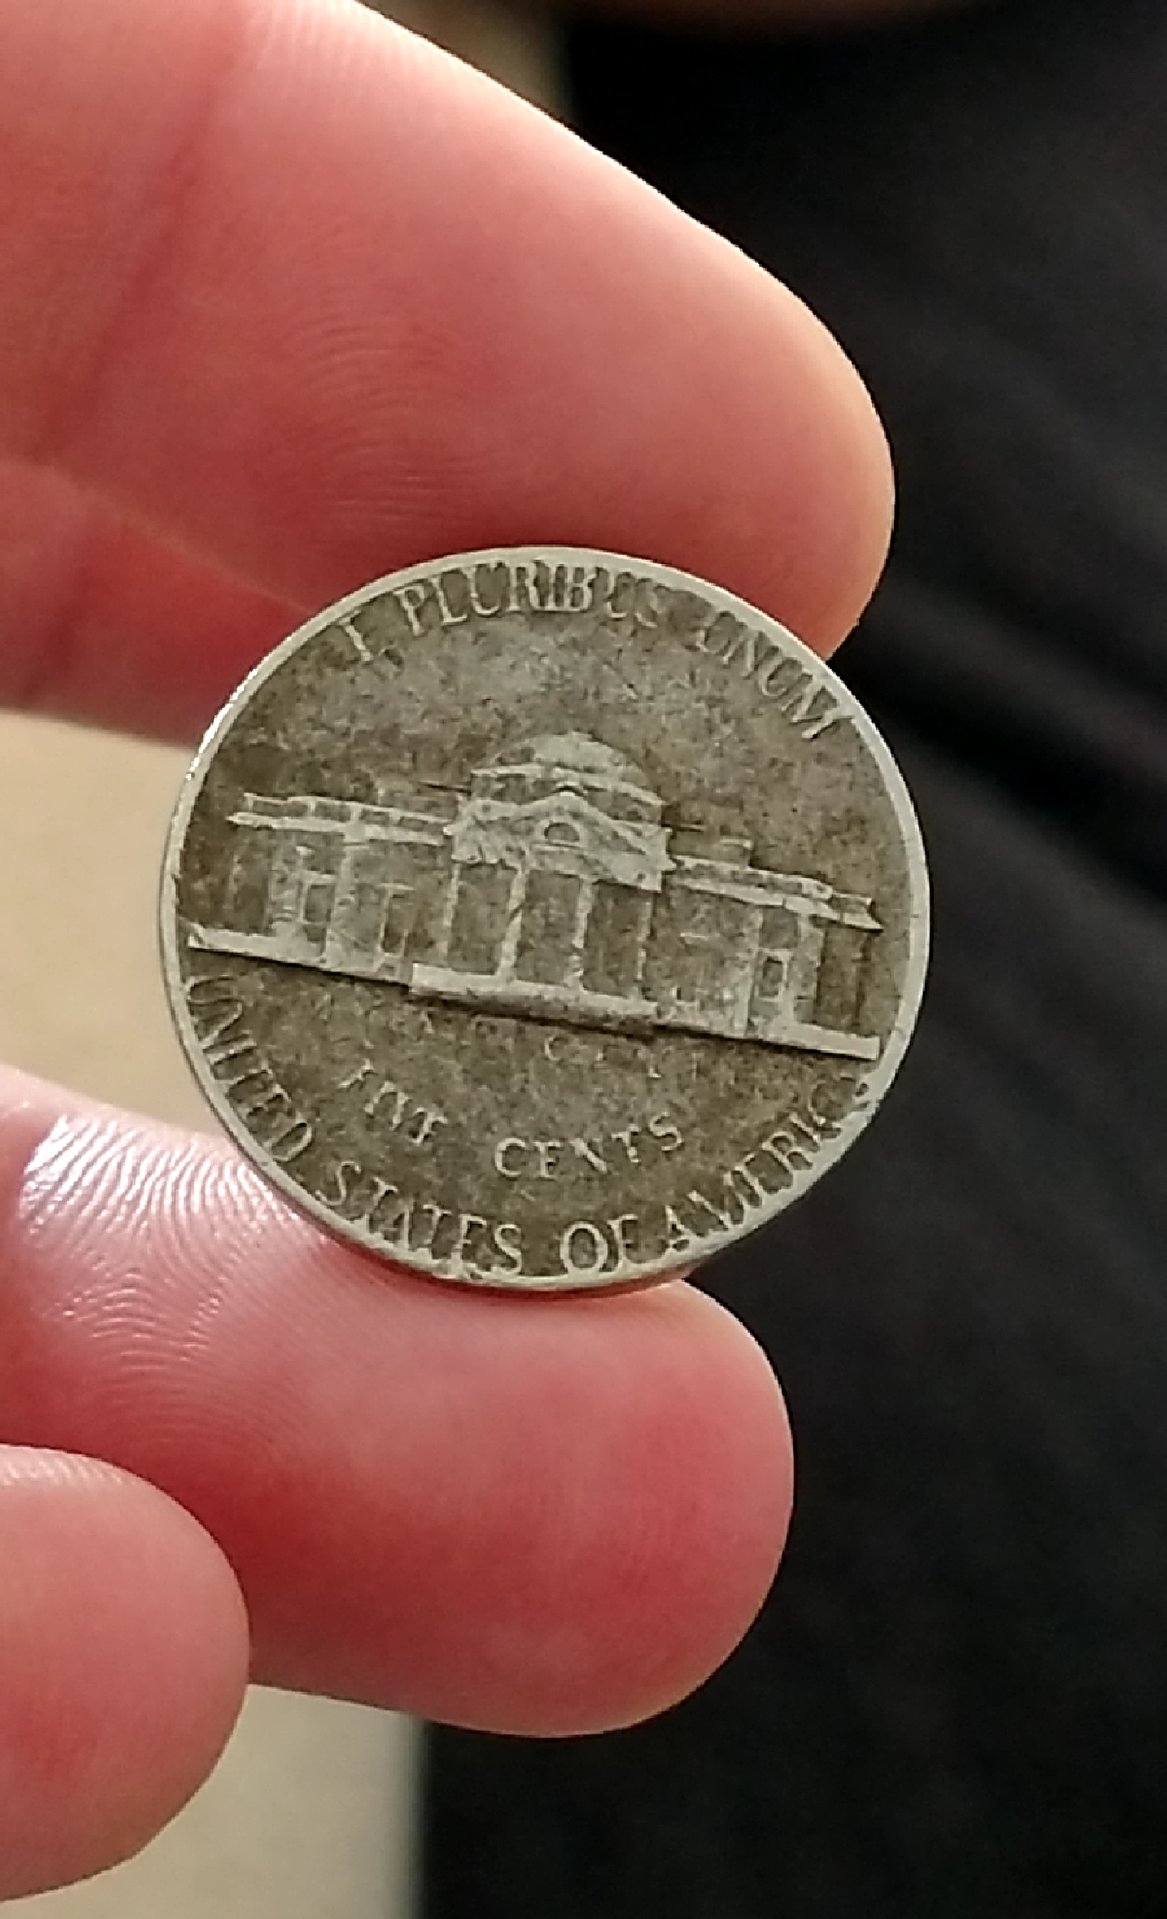 E PLURIBUS UNUM
FIVE CENTS
UNITED STATES OF AMERICA